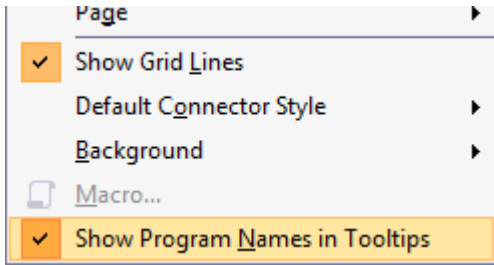 Page
Show Grid Lines
Default Connector Style
Background
Macro...
Show Program Names in Tooltips